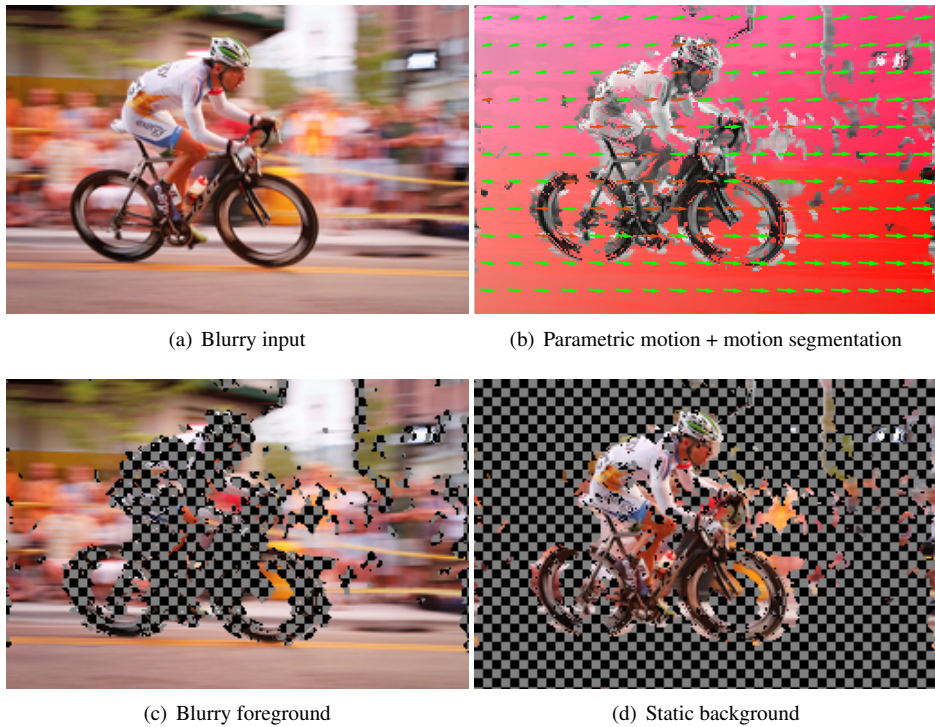 (a) Blurry input
(b) Parametric motion + motion segmentation
(c) Blurry foreground
(d) Static background